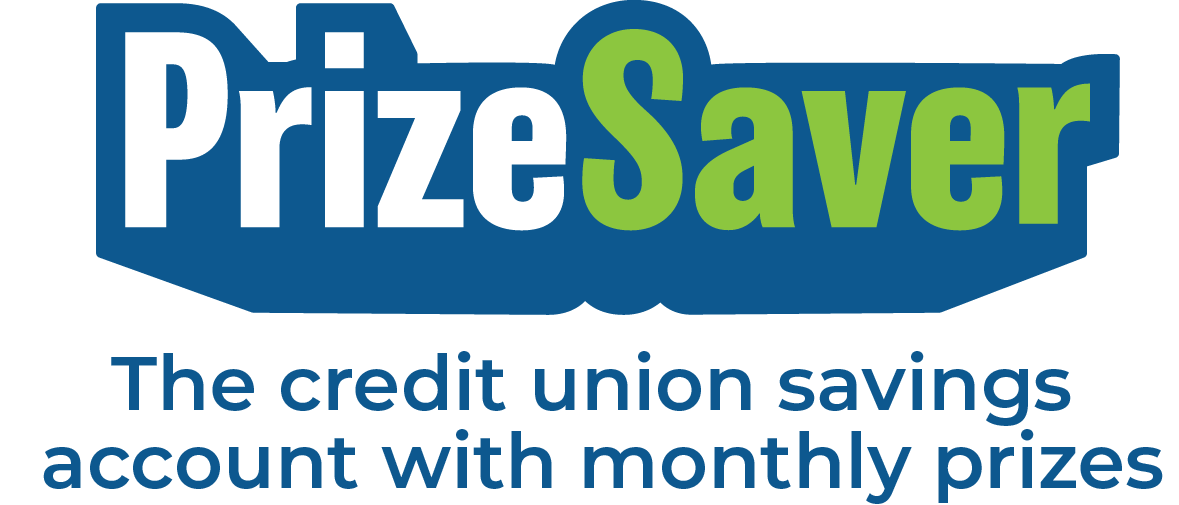 PrizeSaver
The credit union savings
account with monthly prizes